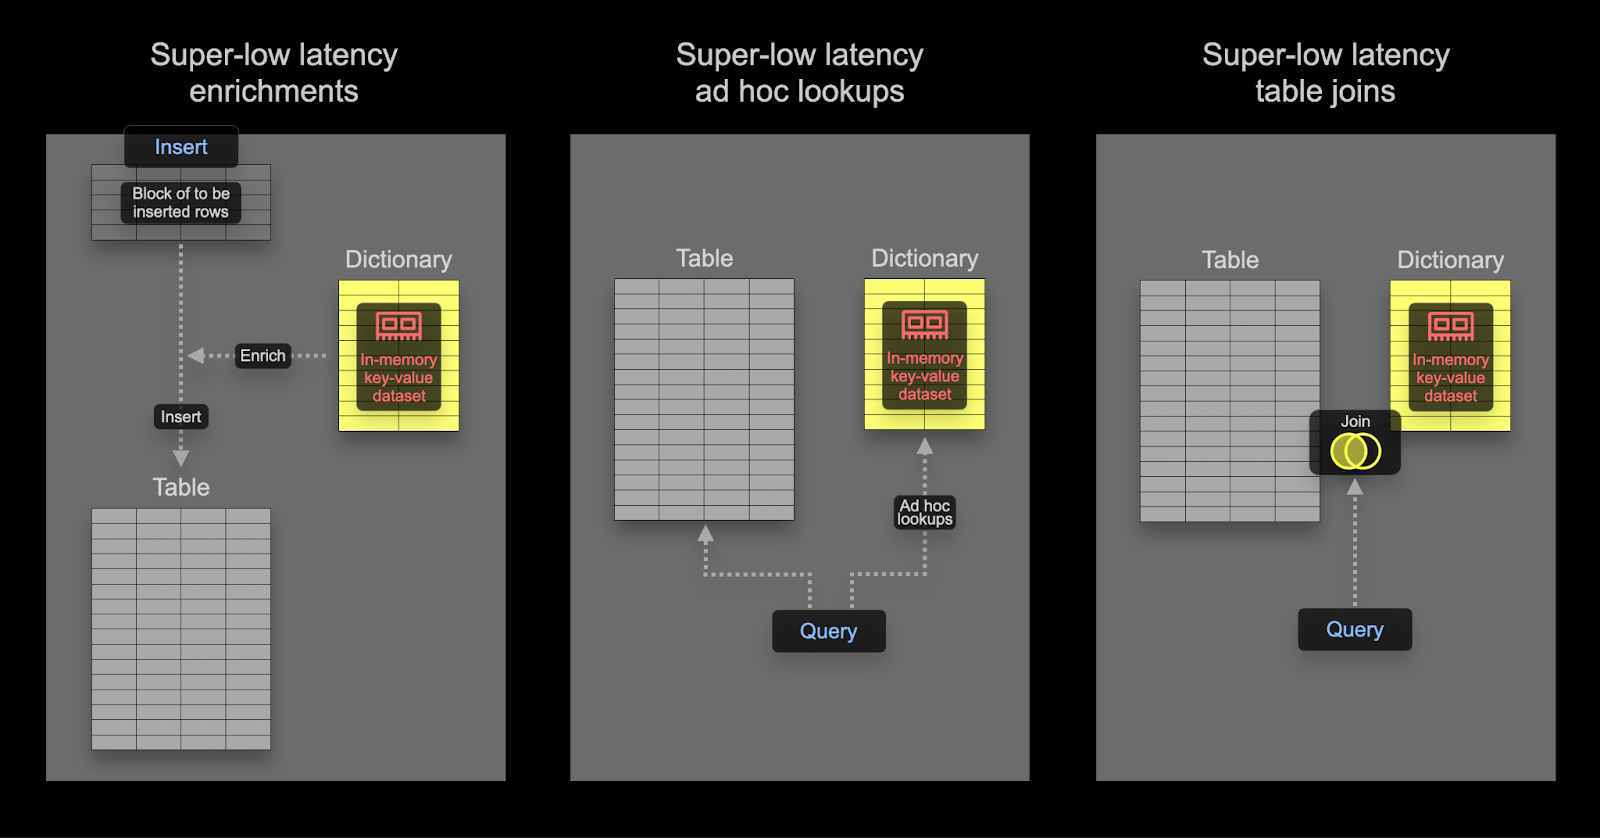 Super-low latency
enrichments
Insert
Block of to be
inserted rows
Dictionary
In-memory
key-value
dataset
Enrich
Insert
Table
Super-low latency
ad hoc lookups
Table
Dictionary
In-memory
key-value
dataset
Ad hoc
lookups
Query
Super-low latency
table joins
Table
Dictionary
In-memory
key-value
dataset
Join
Query